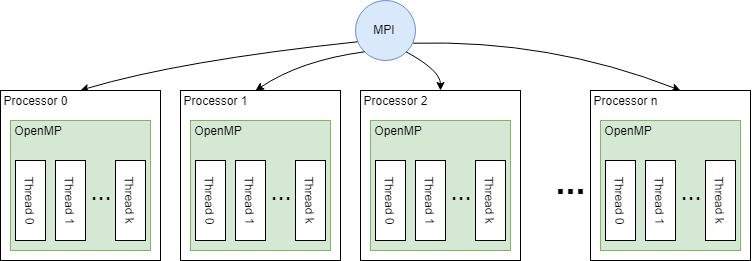 MPI
Processor 0
OpenMP
Thread 0
Thread 1
...
Thread k
Processor 1
OpenMP
Thread 0
Thread 1
...
Thread k
Processor 2
OpenMP
Thread 0
Thread 1
...
Thread k
...
Processor n
OpenMP
Thread 0
Thread 1
...
Thread k